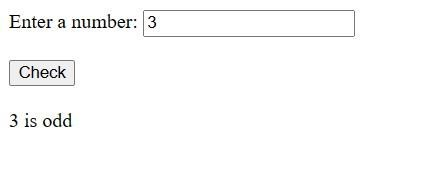 Enter a number: 3
Check
3 is odd